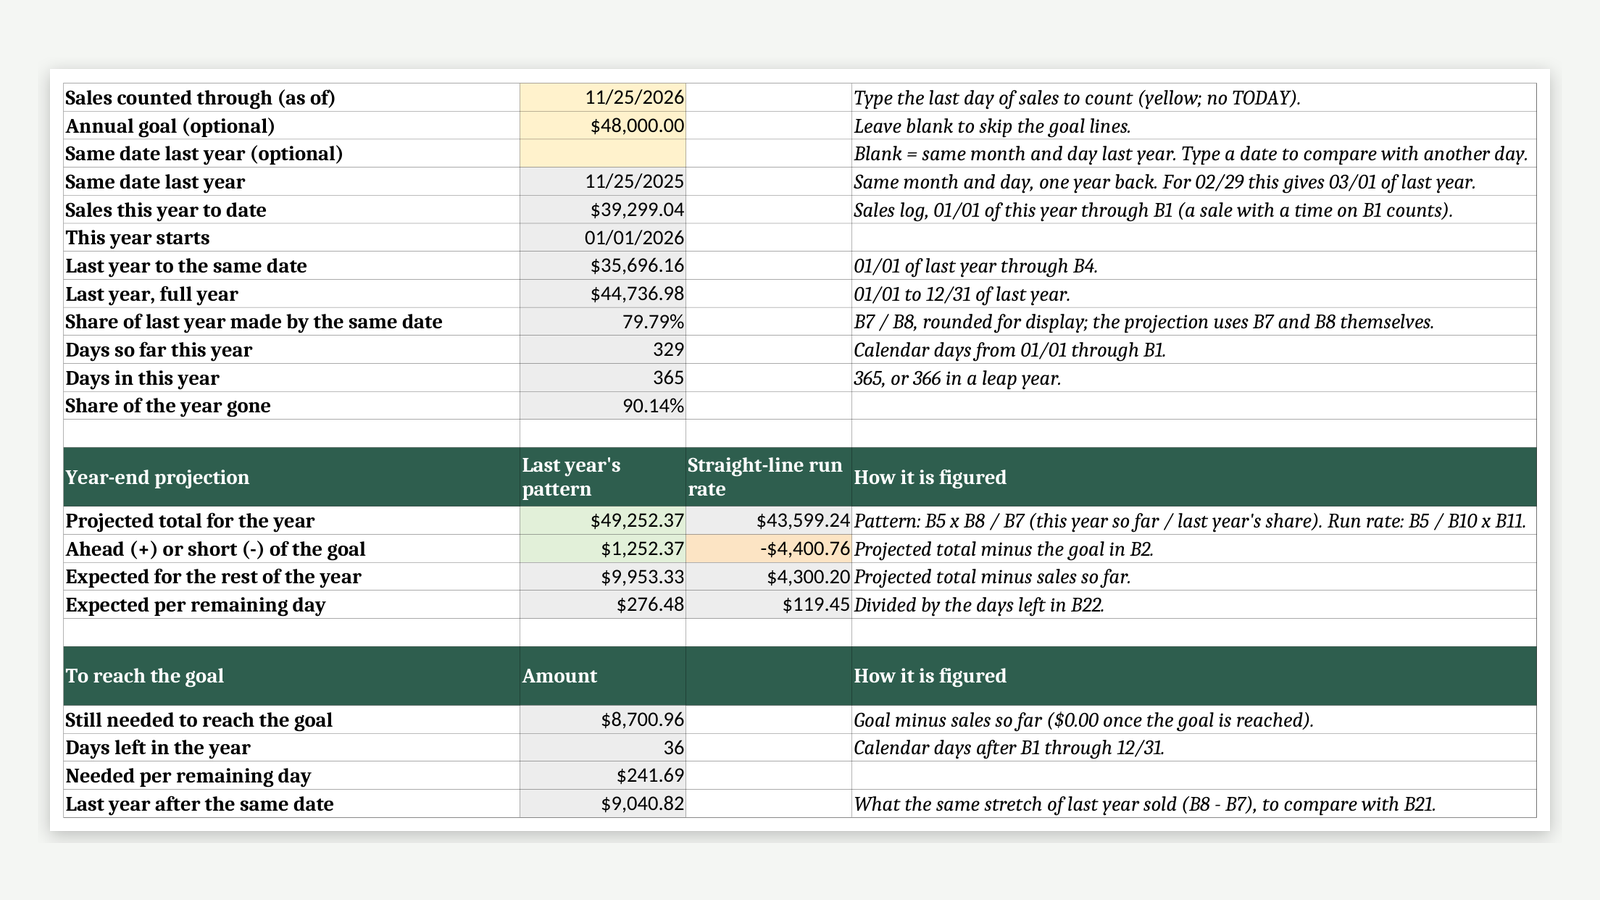 Sales counted through (as of) 11/25/2026 Type the last day of sales to count (yellow; no TODAY).
Annual goal (optional) $48,000.00 Leave blank to skip the goal lines.
Same date last year (optional) Blank = same month and day last year. Type a date to compare with another day.
Same date last year 11/25/2025 Same month and day, one year back. For 02/29 this gives 03/01 of last year.
Sales this year to date $39,299.04 Sales log, 01/01 of this year through B1 (a sale with a time on B1 counts).
This year starts 01/01/2026
Last year to the same date $35,696.16 01/01 of last year through B4.
Last year, full year $44,736.98 01/01 to 12/31 of last year.
Share of last year made by the same date 79.79% B7 / B8, rounded for display; the projection uses B7 and B8 themselves.
Days so far this year 329 Calendar days from 01/01 through B1.
Days in this year 365 365, or 366 in a leap year.
Share of the year gone 90.14%
Year-end projection Last year's pattern Straight-line run rate How it is figured
Projected total for the year $49,252.37 $43,599.24 Pattern: B5 x B8 / B7 (this year so far / last year's share). Run rate: B5 / B10 x B11.
Ahead (+) or short (-) of the goal $1,252.37 -$4,400.76 Projected total minus the goal in B2.
Expected for the rest of the year $9,953.33 $4,300.20 Projected total minus sales so far.
Expected per remaining day $276.48 $119.45 Divided by the days left in B22.
To reach the goal Amount How it is figured
Still needed to reach the goal $8,700.96 Goal minus sales so far ($0.00 once the goal is reached).
Days left in the year 36 Calendar days after B1 through 12/31.
Needed per remaining day $241.69
Last year after the same date $9,040.82 What the same stretch of last year sold (B8 - B7), to compare with B21.